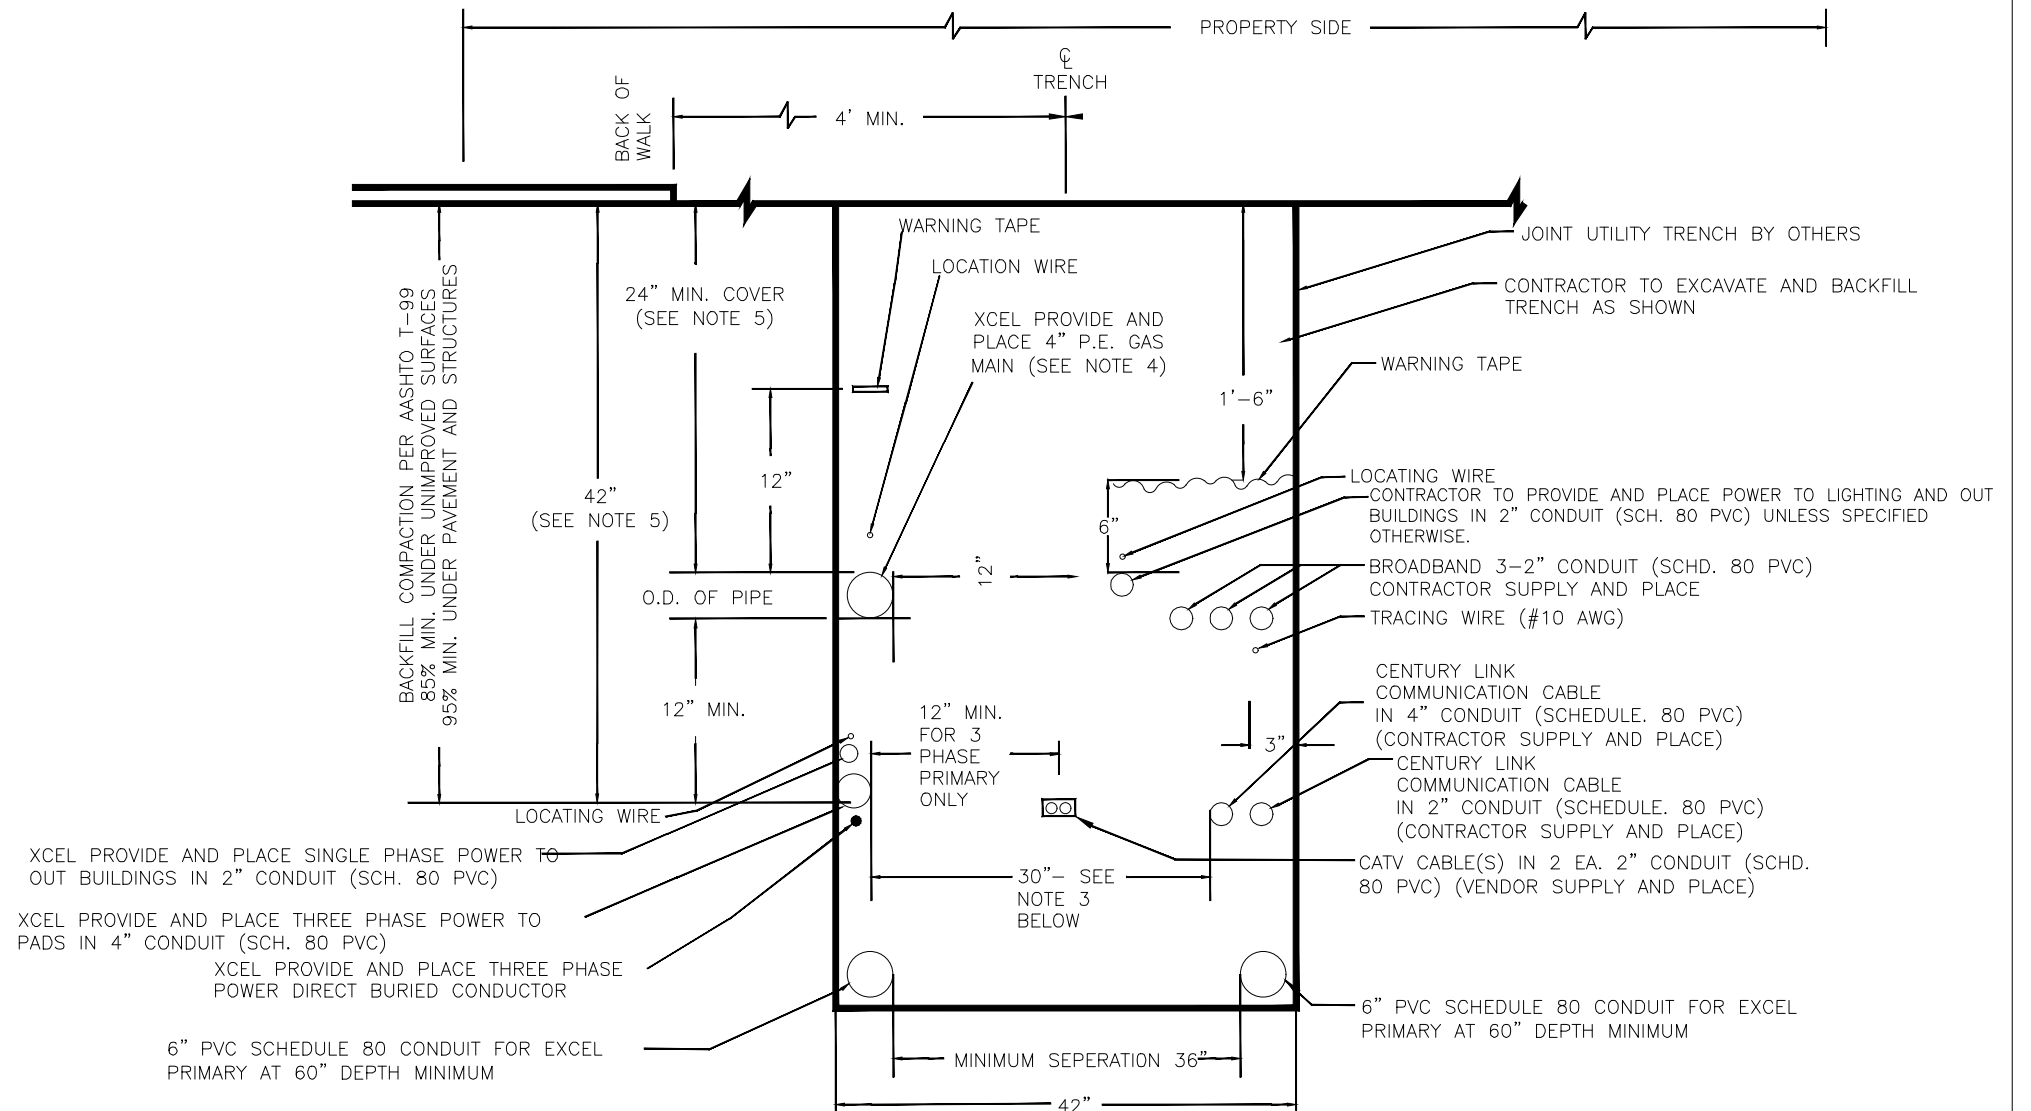 PROPERTY SIDE
℄
TRENCH
BACK OF
WALK
4' MIN.
WARNING TAPE
LOCATION WIRE
XCEL PROVIDE AND
PLACE 4" P.E. GAS
MAIN (SEE NOTE 4)
24" MIN. COVER
(SEE NOTE 5)
BACKFILL COMPACTION PER AASHTO T-99
85% MIN. UNDER UNIMPROVED SURFACES
95% MIN. UNDER PAVEMENT AND STRUCTURES
42"
(SEE NOTE 5)
12"
O.D. OF PIPE
12" MIN.
12"
1'-6"
6"
JOINT UTILITY TRENCH BY OTHERS
CONTRACTOR TO EXCAVATE AND BACKFILL
TRENCH AS SHOWN
WARNING TAPE
LOCATING WIRE
CONTRACTOR TO PROVIDE AND PLACE POWER TO LIGHTING AND OUT
BUILDINGS IN 2" CONDUIT (SCH. 80 PVC) UNLESS SPECIFIED
OTHERWISE.
BROADBAND 3-2" CONDUIT (SCHD. 80 PVC)
CONTRACTOR SUPPLY AND PLACE
TRACING WIRE (#10 AWG)
CENTURY LINK
COMMUNICATION CABLE
IN 4" CONDUIT (SCHEDULE. 80 PVC)
(CONTRACTOR SUPPLY AND PLACE)
3"
CENTURY LINK
COMMUNICATION CABLE
IN 2" CONDUIT (SCHEDULE. 80 PVC)
(CONTRACTOR SUPPLY AND PLACE)
CATV CABLE(S) IN 2 EA. 2" CONDUIT (SCHD.
80 PVC) (VENDOR SUPPLY AND PLACE)
12" MIN.
FOR 3
PHASE
PRIMARY
ONLY
30"- SEE
NOTE 3
BELOW
LOCATING WIRE
XCEL PROVIDE AND PLACE SINGLE PHASE POWER TO
OUT BUILDINGS IN 2" CONDUIT (SCH. 80 PVC)
XCEL PROVIDE AND PLACE THREE PHASE POWER TO
PADS IN 4" CONDUIT (SCH. 80 PVC)
XCEL PROVIDE AND PLACE THREE PHASE
POWER DIRECT BURIED CONDUCTOR
6" PVC SCHEDULE 80 CONDUIT FOR EXCEL
PRIMARY AT 60" DEPTH MINIMUM
6" PVC SCHEDULE 80 CONDUIT FOR EXCEL
PRIMARY AT 60" DEPTH MINIMUM
MINIMUM SEPERATION 36"
42"